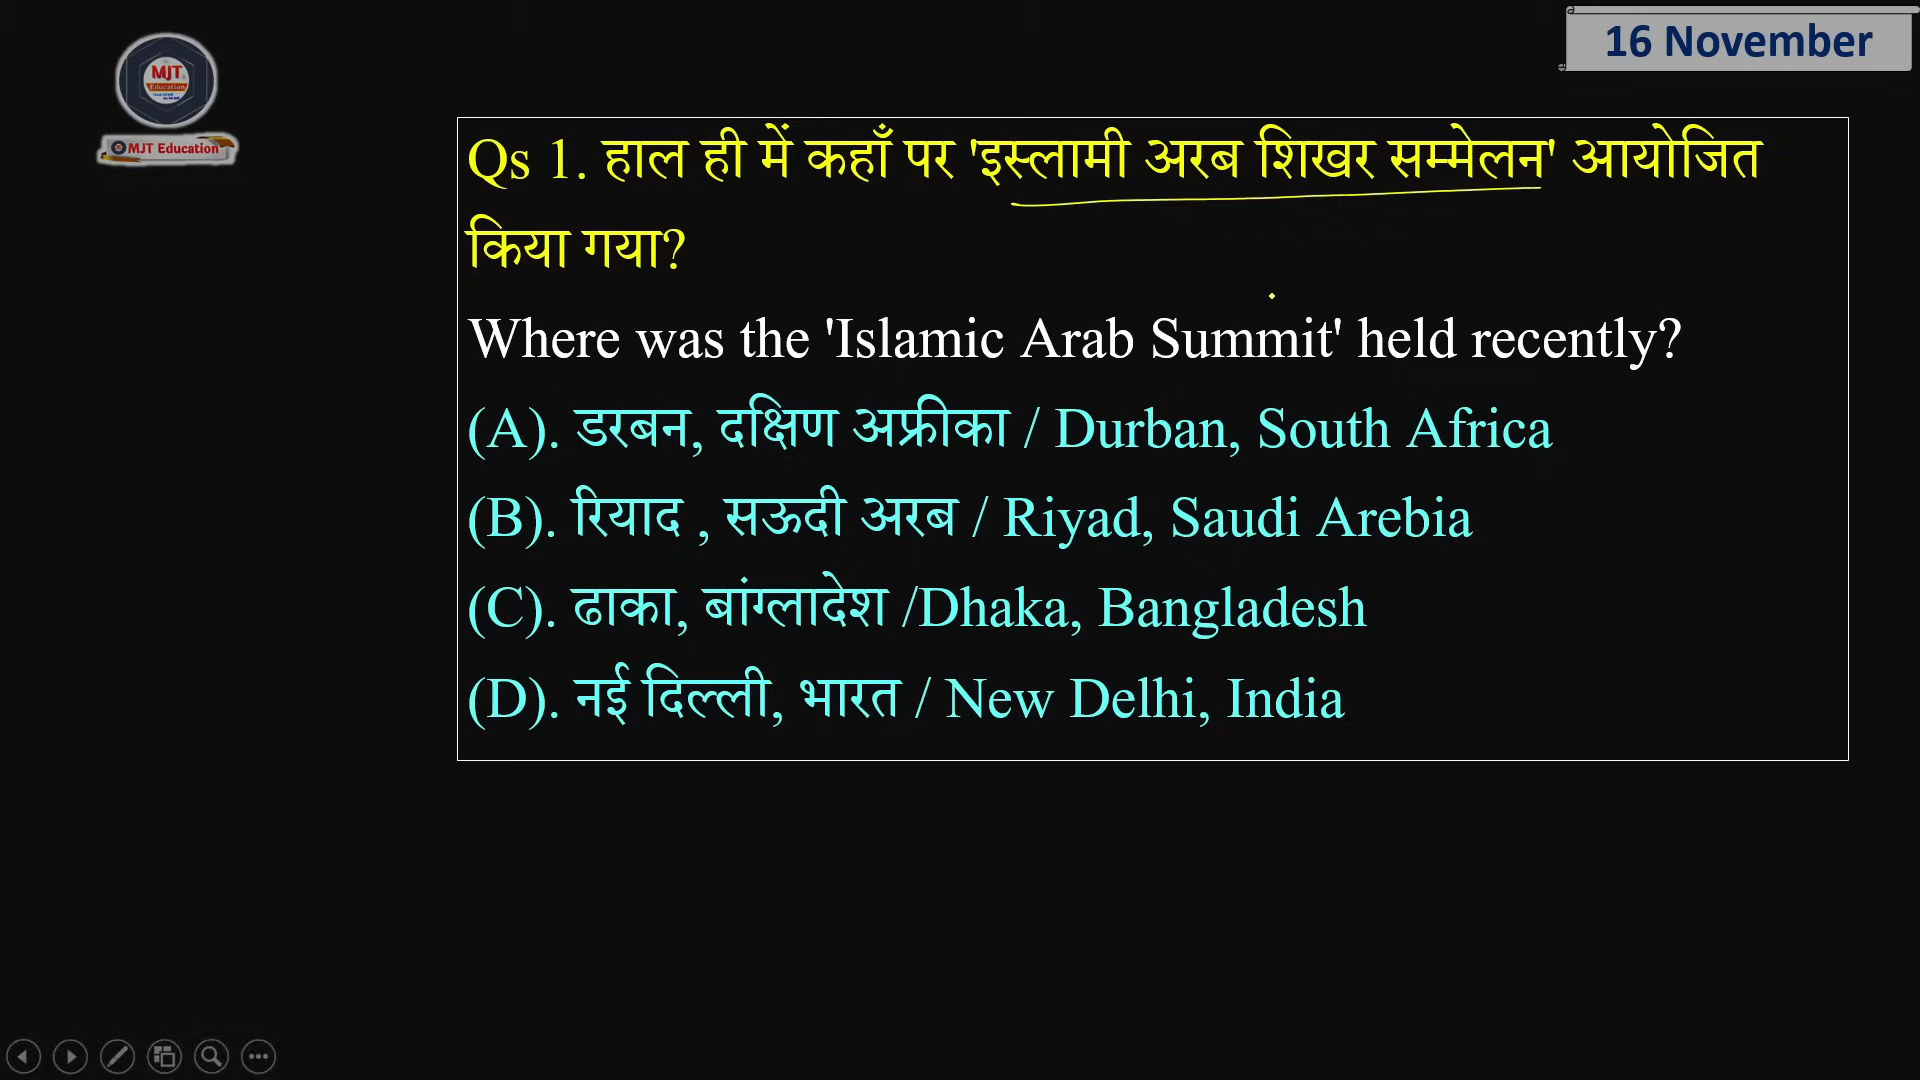 16 November
MJT
Education
MJT Education
Qs 1. हाल ही में कहाँ पर 'इस्लामी अरब शिखर सम्मेलन' आयोजित
किया गया?
Where was the 'Islamic Arab Summit' held recently?
(A). डरबन, दक्षिण अफ्रीका / Durban, South Africa
(B). रियाद , सऊदी अरब / Riyad, Saudi Arebia
(C). ढाका, बांग्लादेश /Dhaka, Bangladesh
(D). नई दिल्ली, भारत / New Delhi, India